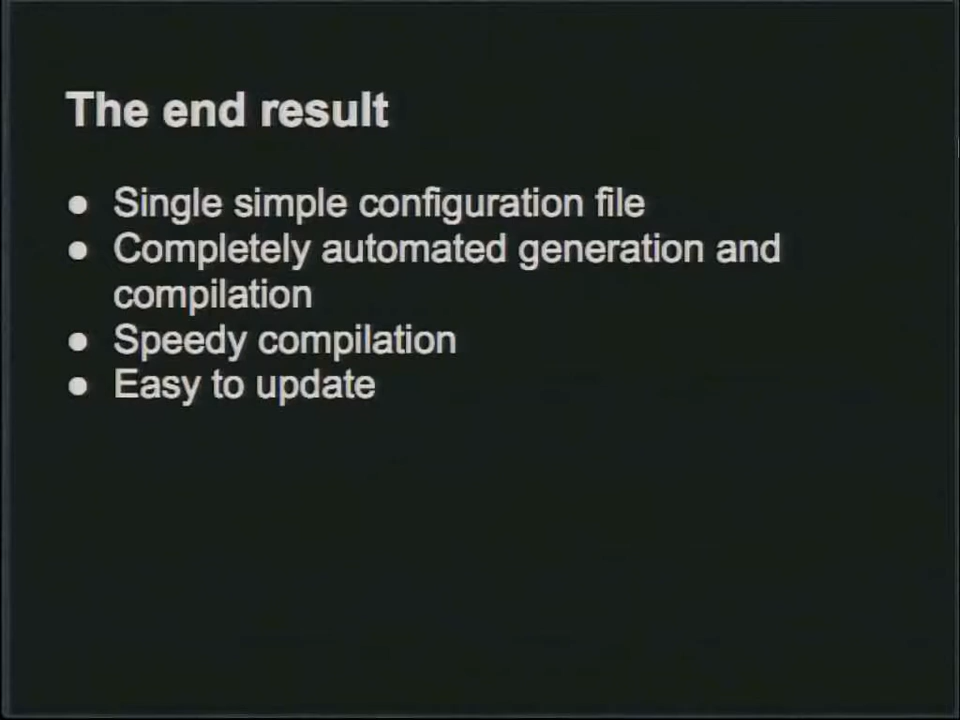 The end result
● Single simple configuration file
● Completely automated generation and
compilation
● Speedy compilation
● Easy to update